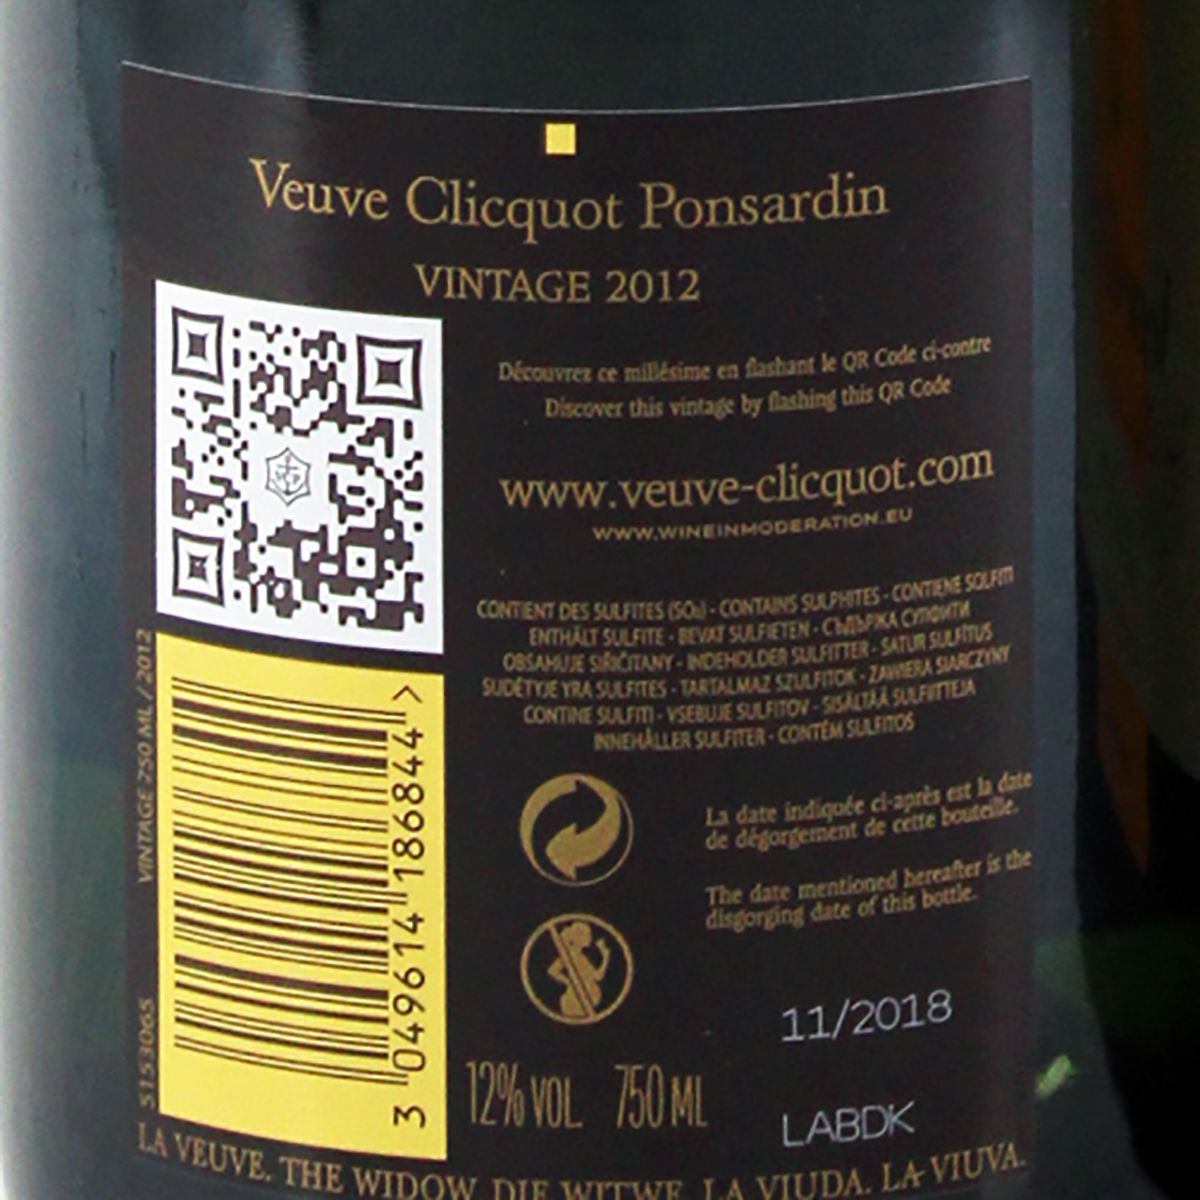 Veuve Clicquot Ponsardin
VINTAGE 2012
Découvrez ce millésime en flashant le QR Code ci-contre
Discover this vintage by flashing this QR Code
www.veuve-clicquot.com
WWW.WINEINMODERATION.EU
CONTIENT DES SULFITES (SO₂) - CONTAINS SULPHITES - CONTIENE SOLFITI
ENTHÄLT SULFITE - BEVAT SULFIETEN - СЪДЪРЖА СУЛФИТИ
OBSAHUJE SIŘIČITANY - INDEHOLDER SULFITTER - SATUR SULFĪTUS
SUDĖTYJE YRA SULFITES - TARTALMAZ SZULFITOK - ZAWIERA SIARCZYNY
CONTINE SULFITI - VSEBUJE SULFITOV - SISÄLTÄÄ SULFIITTEJA
INNEHÅLLER SULFITER - CONTÉM SULFITOS
La date indiquée ci-après est la date
de dégorgement de cette bouteille.
The date mentioned hereafter is the
disgorging date of this bottle.
11/2018
LABDK
12% VOL 750 ML
VINTAGE 750 ML / 2012
5153065
3 049614 186844 >
LA VEUVE. THE WIDOW. DIE WITWE. LA VIUDA. LA VIUVA.